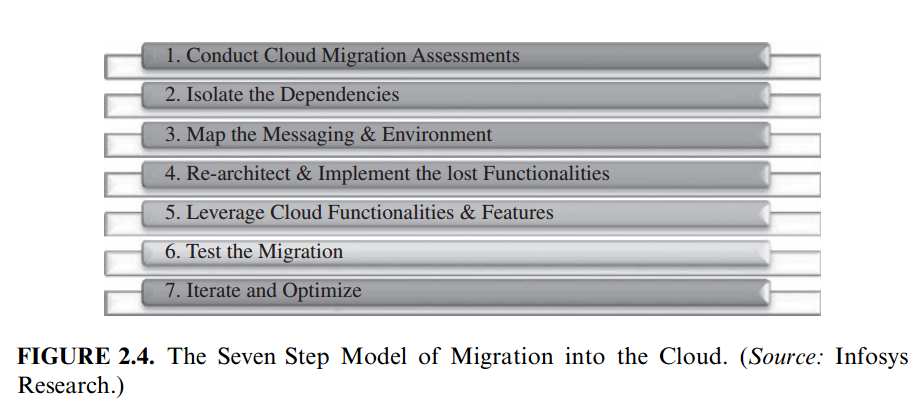 1. Conduct Cloud Migration Assessments
2. Isolate the Dependencies
3. Map the Messaging & Environment
4. Re-architect & Implement the lost Functionalities
5. Leverage Cloud Functionalities & Features
6. Test the Migration
7. Iterate and Optimize
FIGURE 2.4. The Seven Step Model of Migration into the Cloud. (Source: Infosys
Research.)